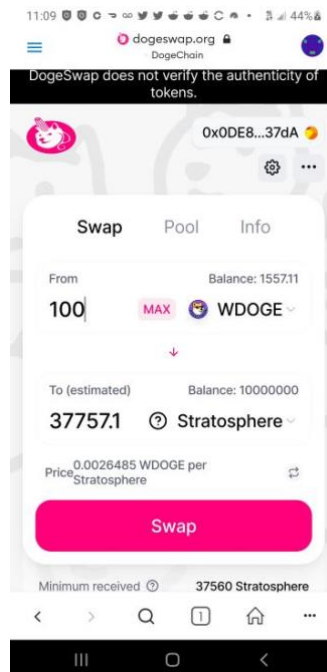 11:09
44%
dogeswap.org
DogeChain
DogeSwap does not verify the authenticity of
tokens.
0x0DE8...37dA
Swap Pool Info
From Balance: 1557.11
100 MAX WDOGE
To (estimated) Balance: 10000000
37757.1 Stratosphere
Price 0.0026485 WDOGE per
Stratosphere
Swap
Minimum received 37560 Stratosphere
1